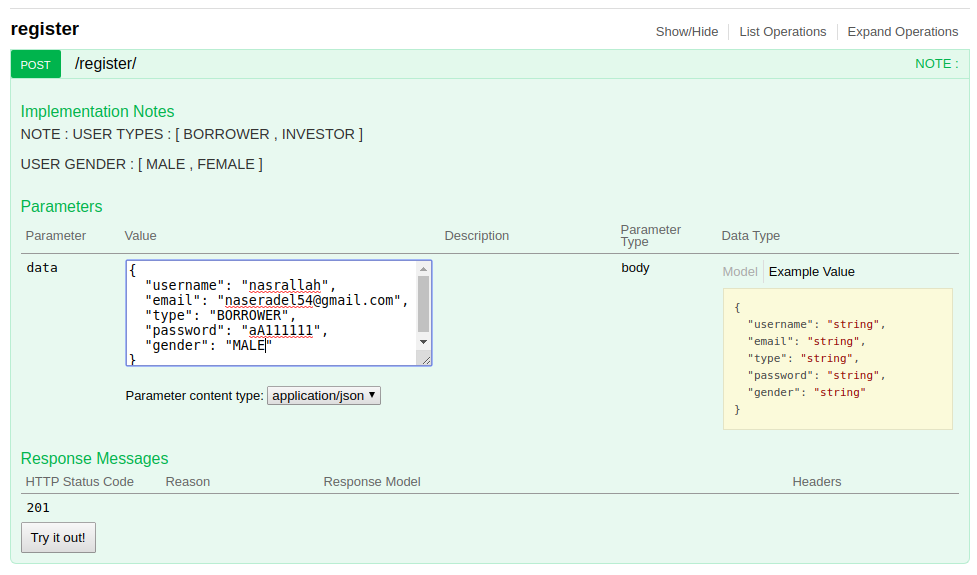 register
Show/Hide List Operations Expand Operations
POST /register/ NOTE :
Implementation Notes
NOTE : USER TYPES : [ BORROWER , INVESTOR ]
USER GENDER : [ MALE , FEMALE ]
Parameters
Parameter Value Description Parameter Type Data Type
data
{
"username": "nasrallah",
"email": "naseradel54@gmail.com",
"type": "BORROWER",
"password": "aA111111",
"gender": "MALE"
}
body
Model Example Value
{
"username": "string",
"email": "string",
"type": "string",
"password": "string",
"gender": "string"
}
Parameter content type: application/json
Response Messages
HTTP Status Code Reason Response Model Headers
201
Try it out!